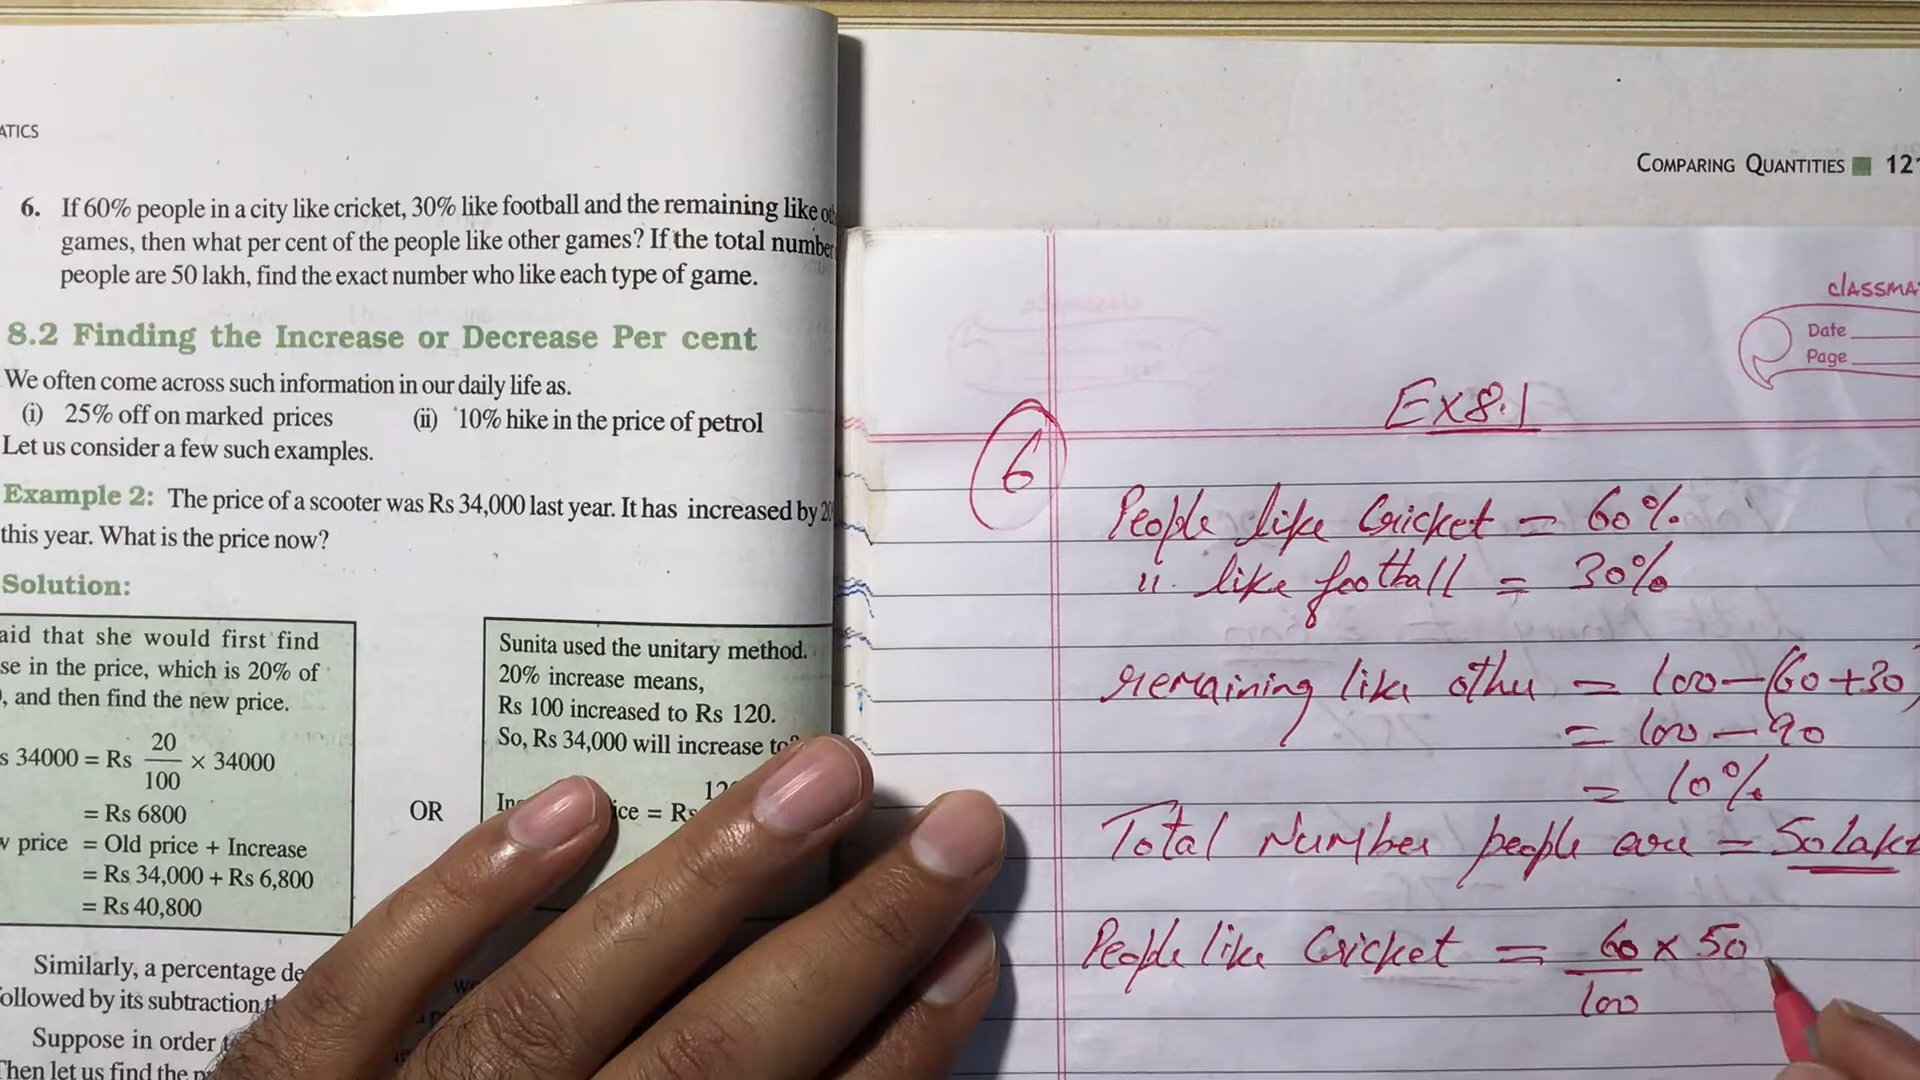 ATICS
6. If 60% people in a city like cricket, 30% like football and the remaining like
games, then what per cent of the people like other games? If the total number
people are 50 lakh, find the exact number who like each type of game.
8.2 Finding the Increase or Decrease Per cent
We often come across such information in our daily life as.
(i) 25% off on marked prices (ii) 10% hike in the price of petrol
Let us consider a few such examples.
Example 2: The price of a scooter was Rs 34,000 last year. It has increased by
this year. What is the price now?
Solution:
aid that she would first find
se in the price, which is 20% of
, and then find the new price.
s 34000 = Rs 20/100 × 34000
= Rs 6800
w price = Old price + Increase
= Rs 34,000 + Rs 6,800
= Rs 40,800
OR
Sunita used the unitary method.
20% increase means,
Rs 100 increased to Rs 120.
So, Rs 34,000 will increase to
ice = Rs
Similarly, a percentage de
ollowed by its subtraction
Suppose in order
Then let us find the
COMPARING QUANTITIES 12
CLASSMA
Date
Page
Ex 8.1
6
People like Cricket = 60%
" like football = 30%
remaining like other = 100 - (60+30)
= 100 - 90
= 10%
Total Number people are = 50 lakh
People like Cricket = 60/100 × 50